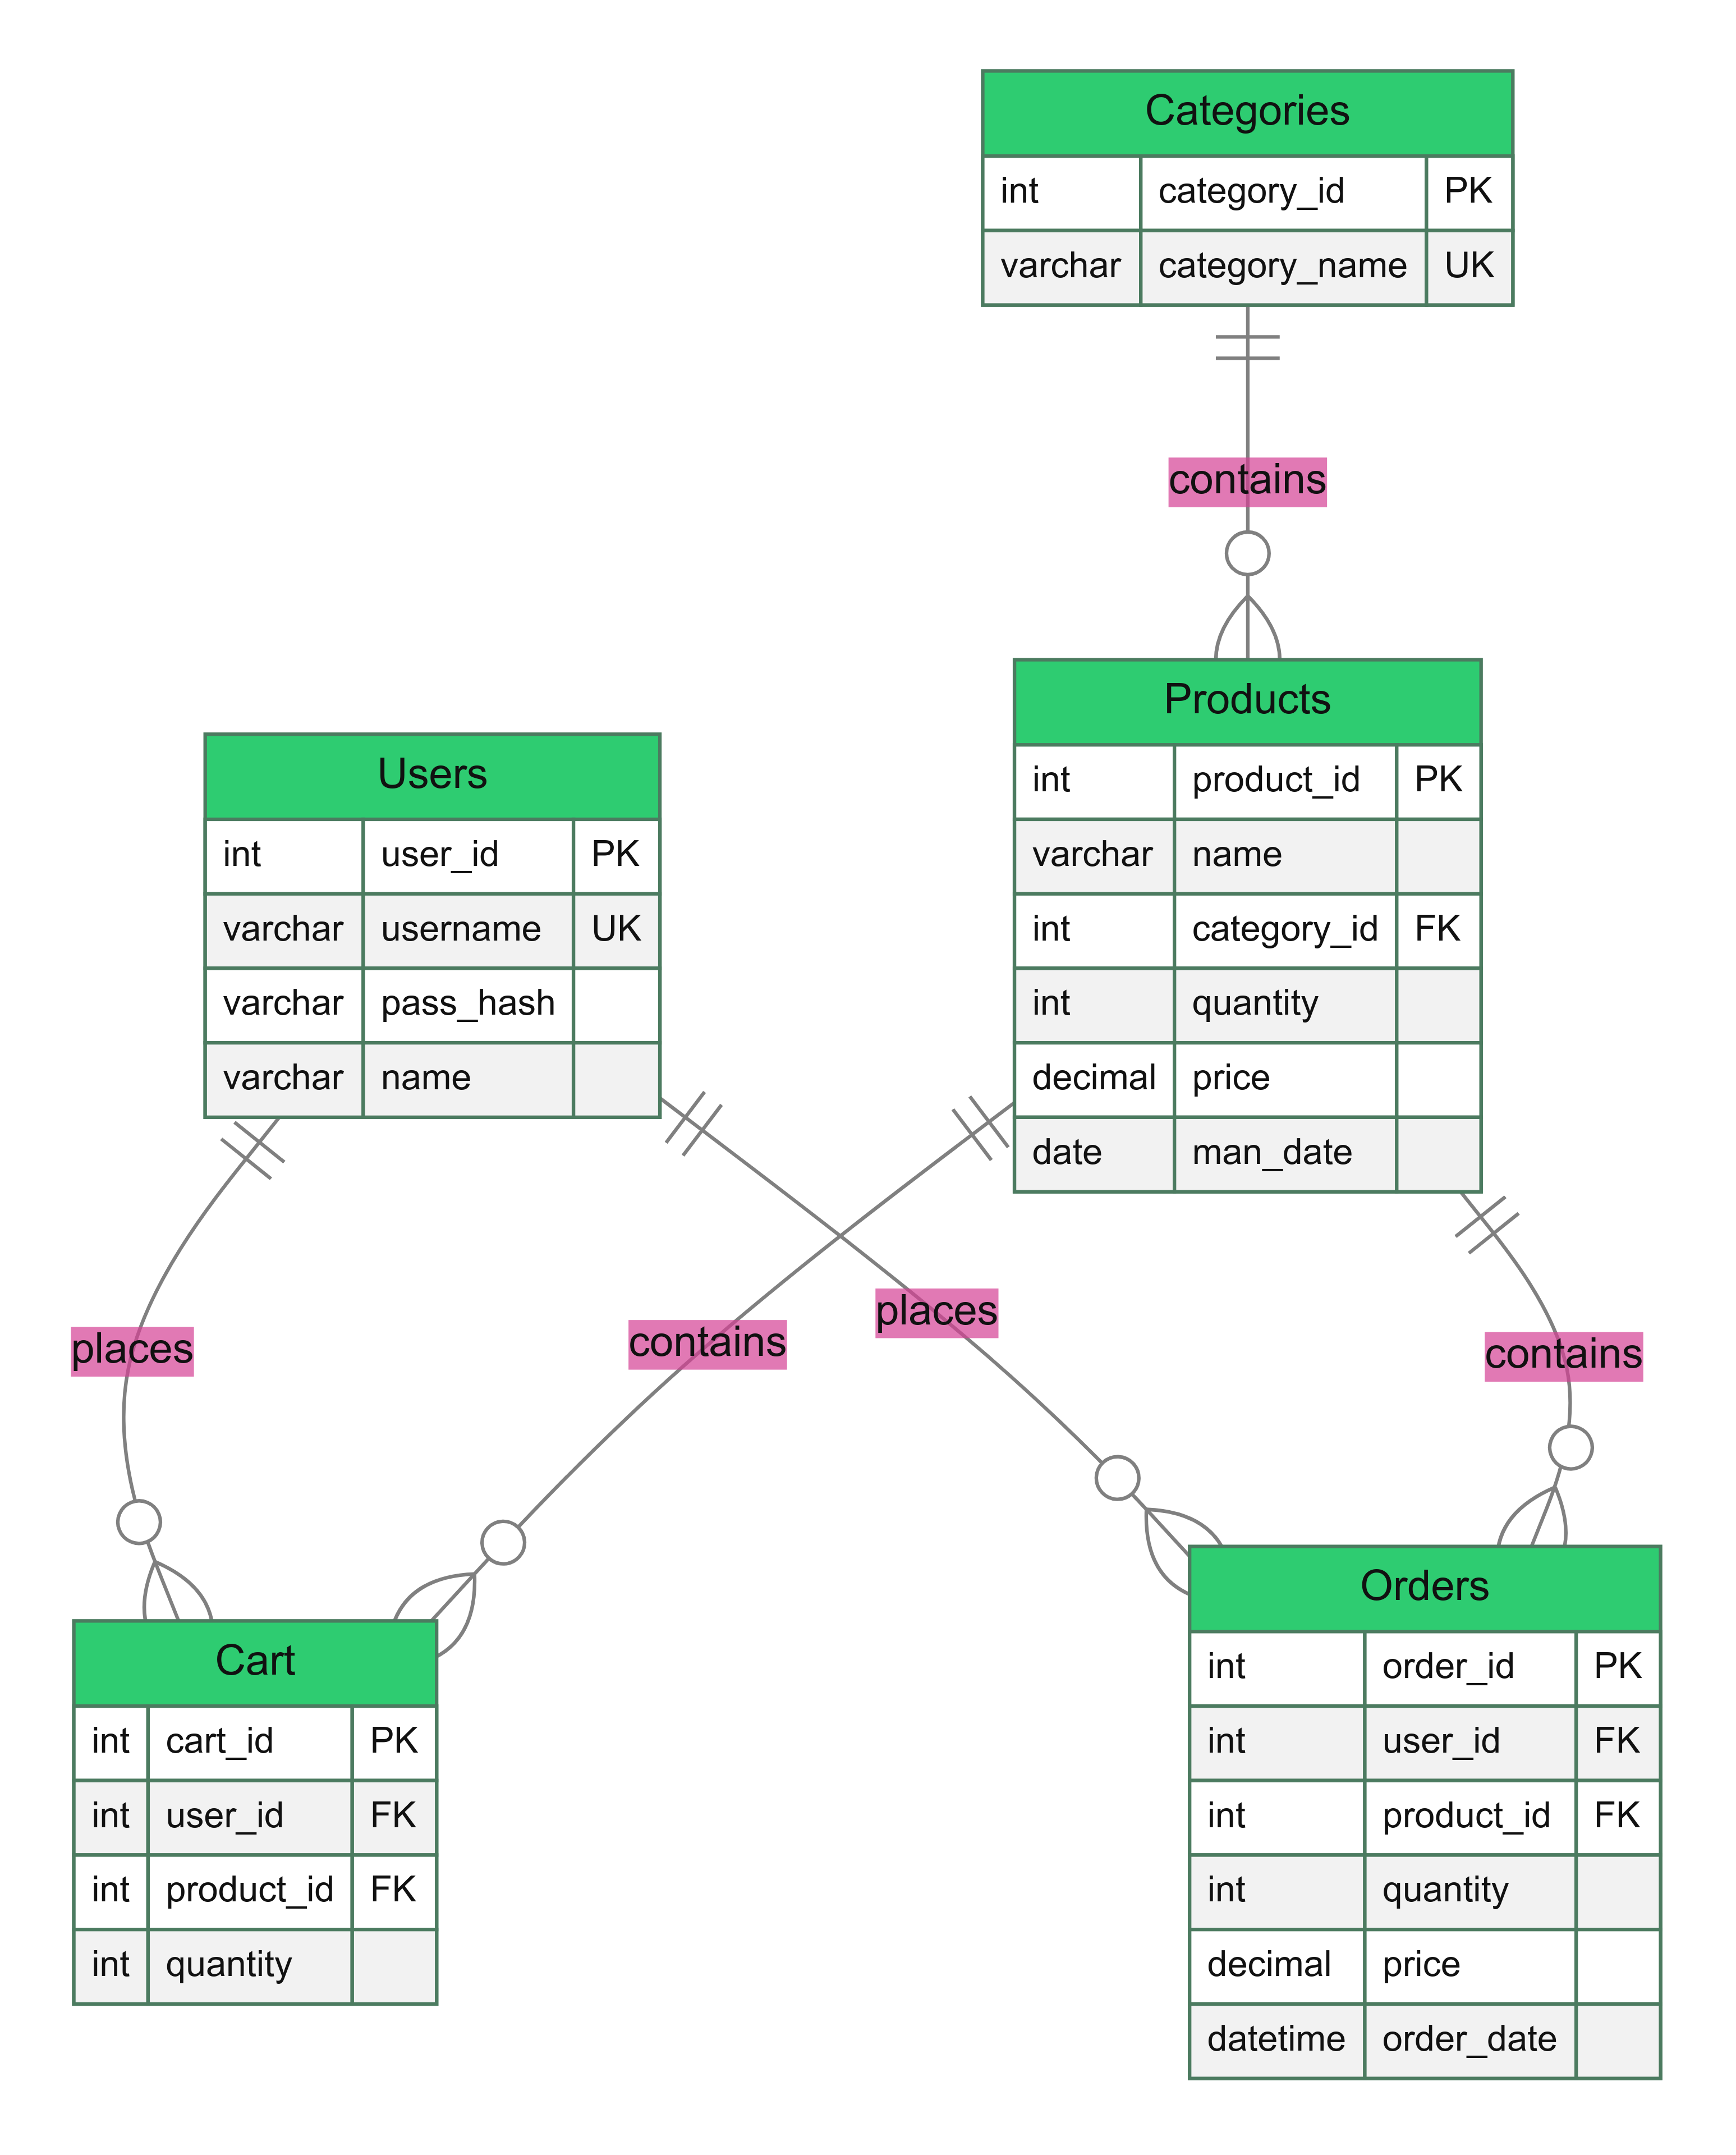 Categories
int category_id PK
varchar category_name UK
contains
Products
int product_id PK
varchar name
int category_id FK
int quantity
decimal price
date man_date
Users
int user_id PK
varchar username UK
varchar pass_hash
varchar name
places
contains
places
contains
Cart
int cart_id PK
int user_id FK
int product_id FK
int quantity
Orders
int order_id PK
int user_id FK
int product_id FK
int quantity
decimal price
datetime order_date